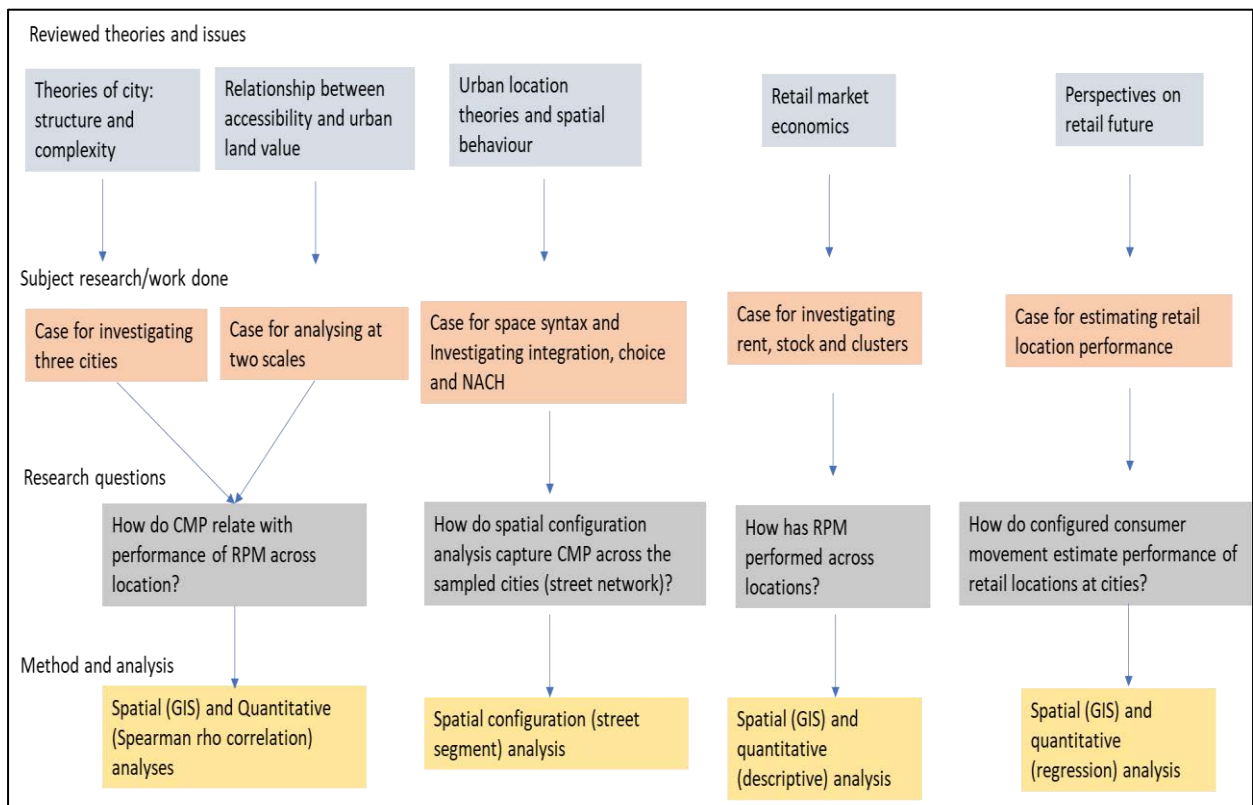 Reviewed theories and issues
Theories of city:
structure and
complexity
Relationship between
accessibility and urban
land value
Urban location
theories and spatial
behaviour
Retail market
economics
Perspectives on
retail future
Subject research/work done
Case for investigating
three cities
Case for analysing at
two scales
Case for space syntax and
Investigating integration, choice
and NACH
Case for investigating
rent, stock and clusters
Case for estimating retail
location performance
Research questions
How do CMP relate with
performance of RPM across
location?
How do spatial configuration
analysis capture CMP across the
sampled cities (street network)?
How has RPM
performed across
locations?
How do configured consumer
movement estimate performance of
retail locations at cities?
Method and analysis
Spatial (GIS) and Quantitative
(Spearman rho correlation)
analyses
Spatial configuration (street
segment) analysis
Spatial (GIS) and
quantitative
(descriptive) analysis
Spatial (GIS) and
quantitative
(regression) analysis